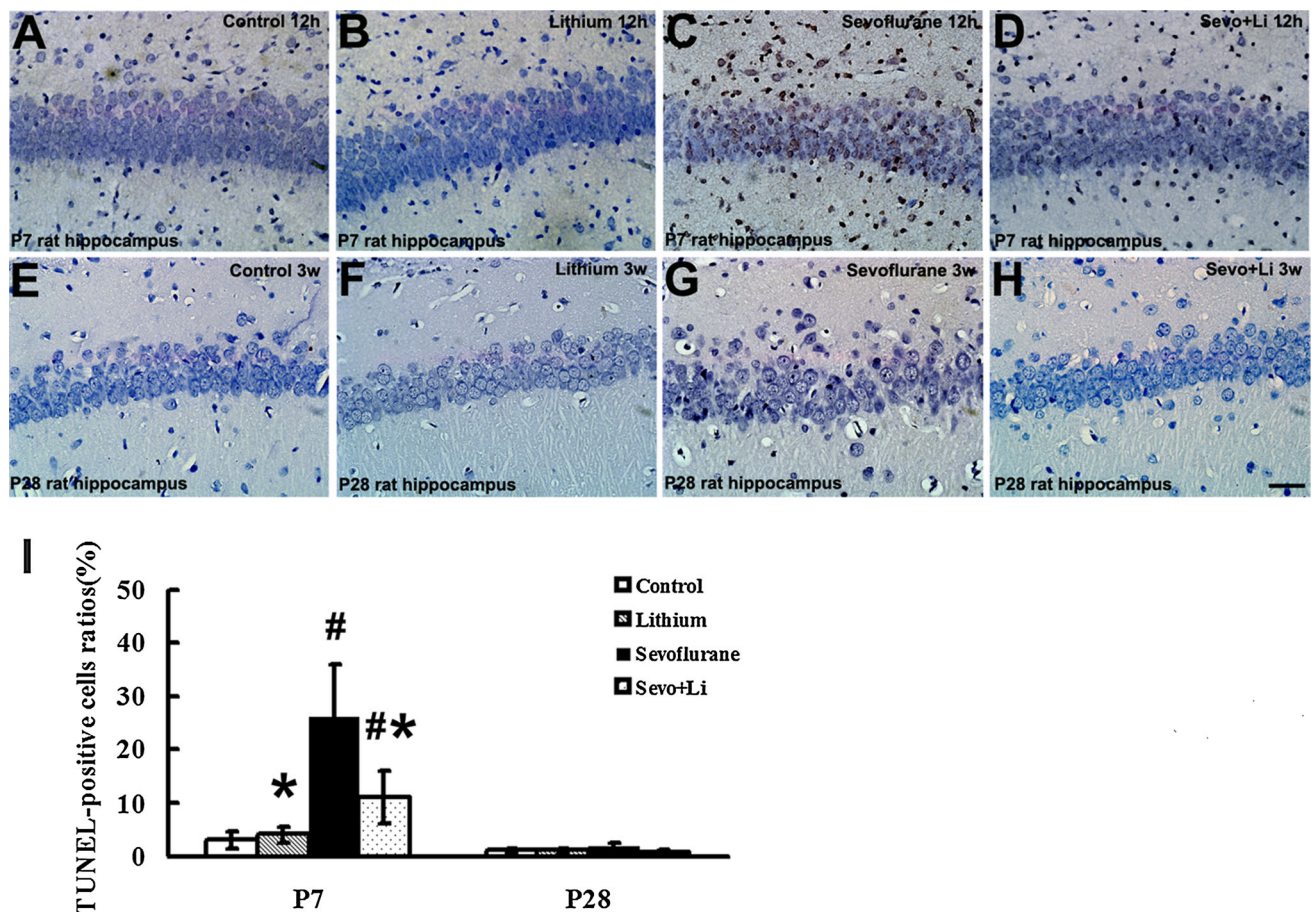 A Control 12h
P7 rat hippocampus
B Lithium 12h
P7 rat hippocampus
C Sevoflurane 12h
P7 rat hippocampus
D Sevo+Li 12h
P7 rat hippocampus
E Control 3w
P28 rat hippocampus
F Lithium 3w
P28 rat hippocampus
G Sevoflurane 3w
P28 rat hippocampus
H Sevo+Li 3w
P28 rat hippocampus
I
TUNEL-positive cells ratios(%)
50
40
30
20
10
0
#
#*
*
Control
Lithium
Sevoflurane
Sevo+Li
P7 P28